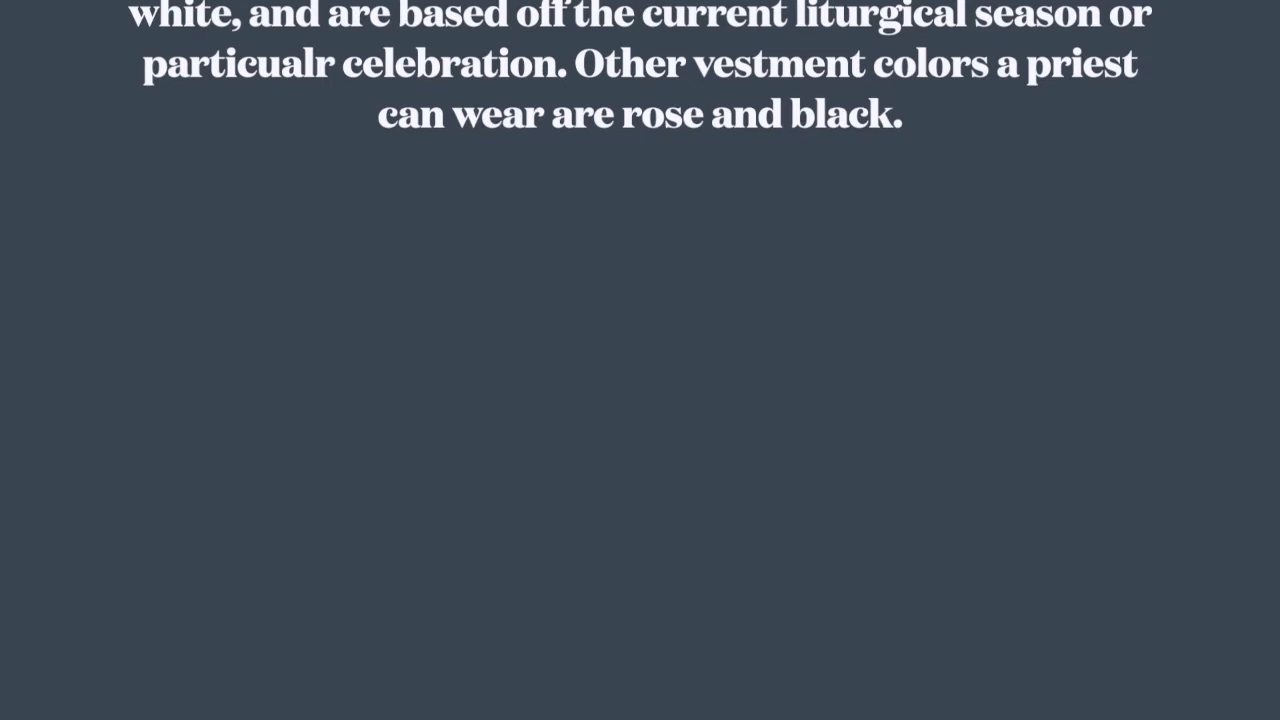 white, and are based off the current liturgical season or
particualr celebration. Other vestment colors a priest
can wear are rose and black.